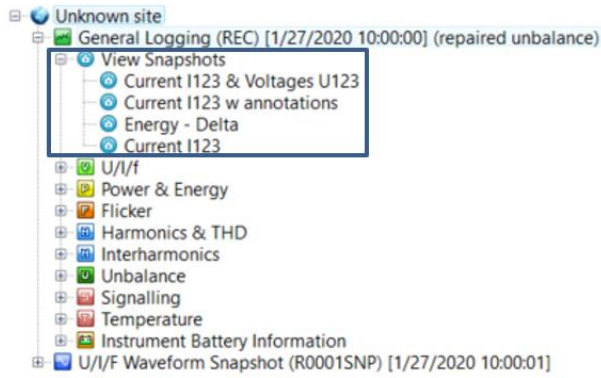 Unknown site
General Logging (REC) [1/27/2020 10:00:00] (repaired unbalance)
View Snapshots
Current I123 & Voltages U123
Current I123 w annotations
Energy - Delta
Current I123
U/I/f
Power & Energy
Flicker
Harmonics & THD
Interharmonics
Unbalance
Signalling
Temperature
Instrument Battery Information
U/I/F Waveform Snapshot (R0001SNP) [1/27/2020 10:00:01]